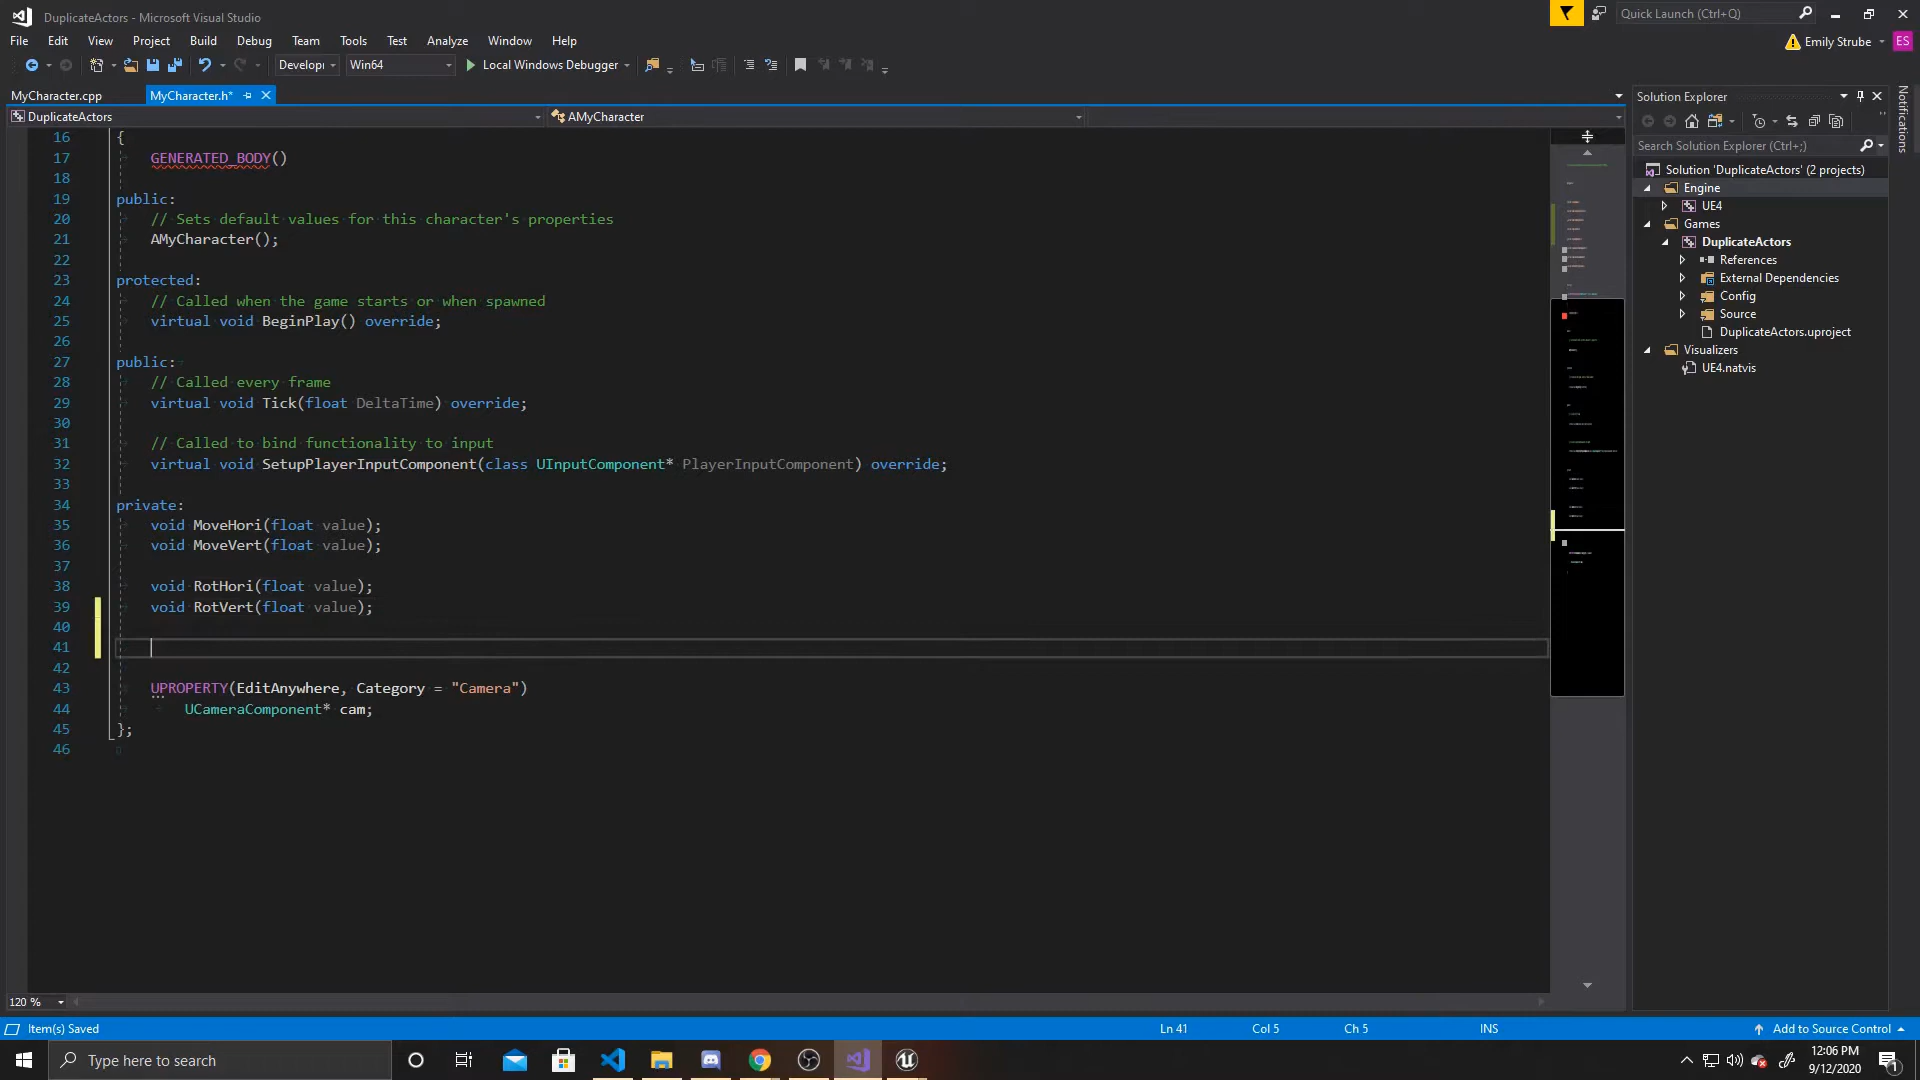 DuplicateActors - Microsoft Visual Studio
Quick Launch (Ctrl+Q)
File Edit View Project Build Debug Team Tools Test Analyze Window Help
Emily Strube ES
Develop Win64 Local Windows Debugger
MyCharacter.cpp MyCharacter.h*
DuplicateActors AMyCharacter
16 {
17 GENERATED_BODY()
18
19 public:
20 // Sets default values for this character's properties
21 AMyCharacter();
22
23 protected:
24 // Called when the game starts or when spawned
25 virtual void BeginPlay() override;
26
27 public:
28 // Called every frame
29 virtual void Tick(float DeltaTime) override;
30
31 // Called to bind functionality to input
32 virtual void SetupPlayerInputComponent(class UInputComponent* PlayerInputComponent) override;
33
34 private:
35 void MoveHori(float value);
36 void MoveVert(float value);
37
38 void RotHori(float value);
39 void RotVert(float value);
40
41
42
43 UPROPERTY(EditAnywhere, Category = "Camera")
44 UCameraComponent* cam;
45 };
46
Solution Explorer
Search Solution Explorer (Ctrl+;)
Solution 'DuplicateActors' (2 projects)
Engine
UE4
Games
DuplicateActors
References
External Dependencies
Config
Source
DuplicateActors.uproject
Visualizers
UE4.natvis
Notifications
120 %
Item(s) Saved Ln 41 Col 5 Ch 5 INS Add to Source Control
Type here to search
12:06 PM
9/12/2020
1